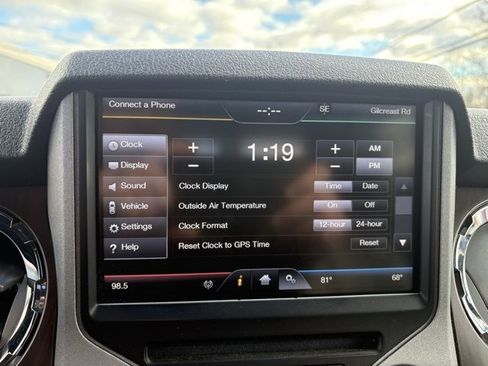 Connect a Phone --:-- SE Gilcreast Rd
Clock + 1:19 + AM
Display − − PM
Sound Clock Display Time Date
Vehicle Outside Air Temperature On Off
Settings Clock Format 12-hour 24-hour
? Help Reset Clock to GPS Time Reset
98.5 i 81° 68°